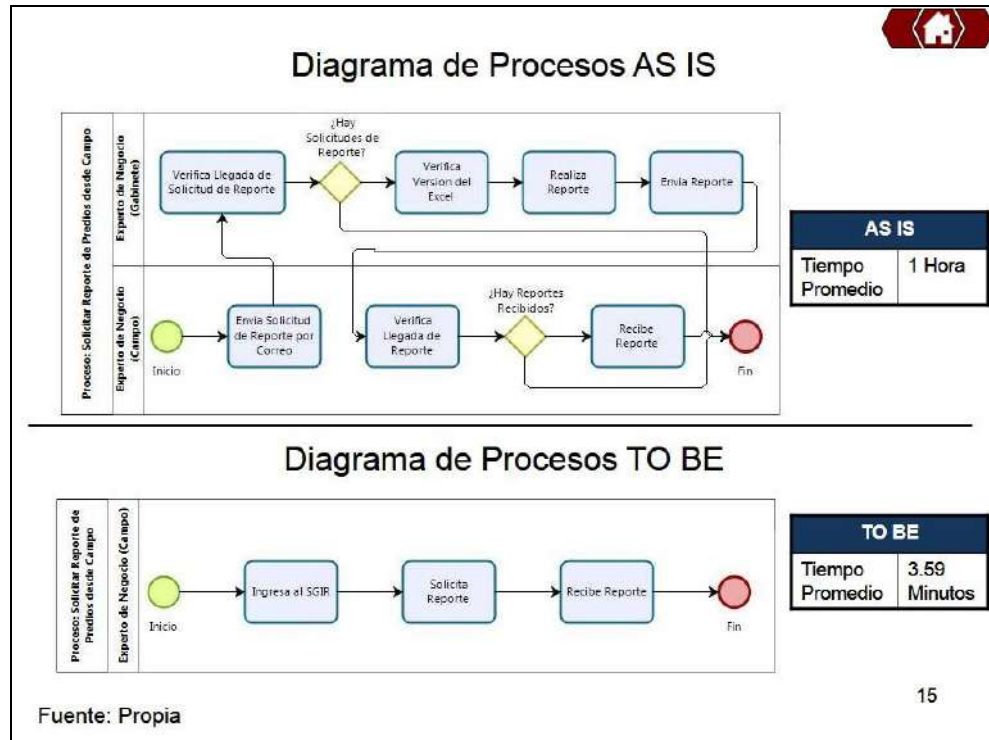 Diagrama de Procesos AS IS
Proceso: Solicitar Reporte de Predios desde Campo
Experto de Negocio
(Gabinete)
Verifica Llegada de
Solicitud de Reporte
¿Hay
Solicitudes de
Reporte?
Verifica
Version del
Excel
Realiza
Reporte
Envia Reporte
Experto de Negocio
(Campo)
Inicio
Envia Solicitud
de Reporte por
Correo
Verifica
Llegada de
Reporte
¿Hay Reportes
Recibidos?
Recibe
Reporte
Fin
AS IS
Tiempo
Promedio
1 Hora
Diagrama de Procesos TO BE
Proceso: Solicitar Reporte de
Predios desde Campo
Experto de Negocio (Campo)
Inicio
Ingresa al SGIR
Solicita
Reporte
Recibe Reporte
Fin
TO BE
Tiempo
Promedio
3.59
Minutos
15
Fuente: Propia